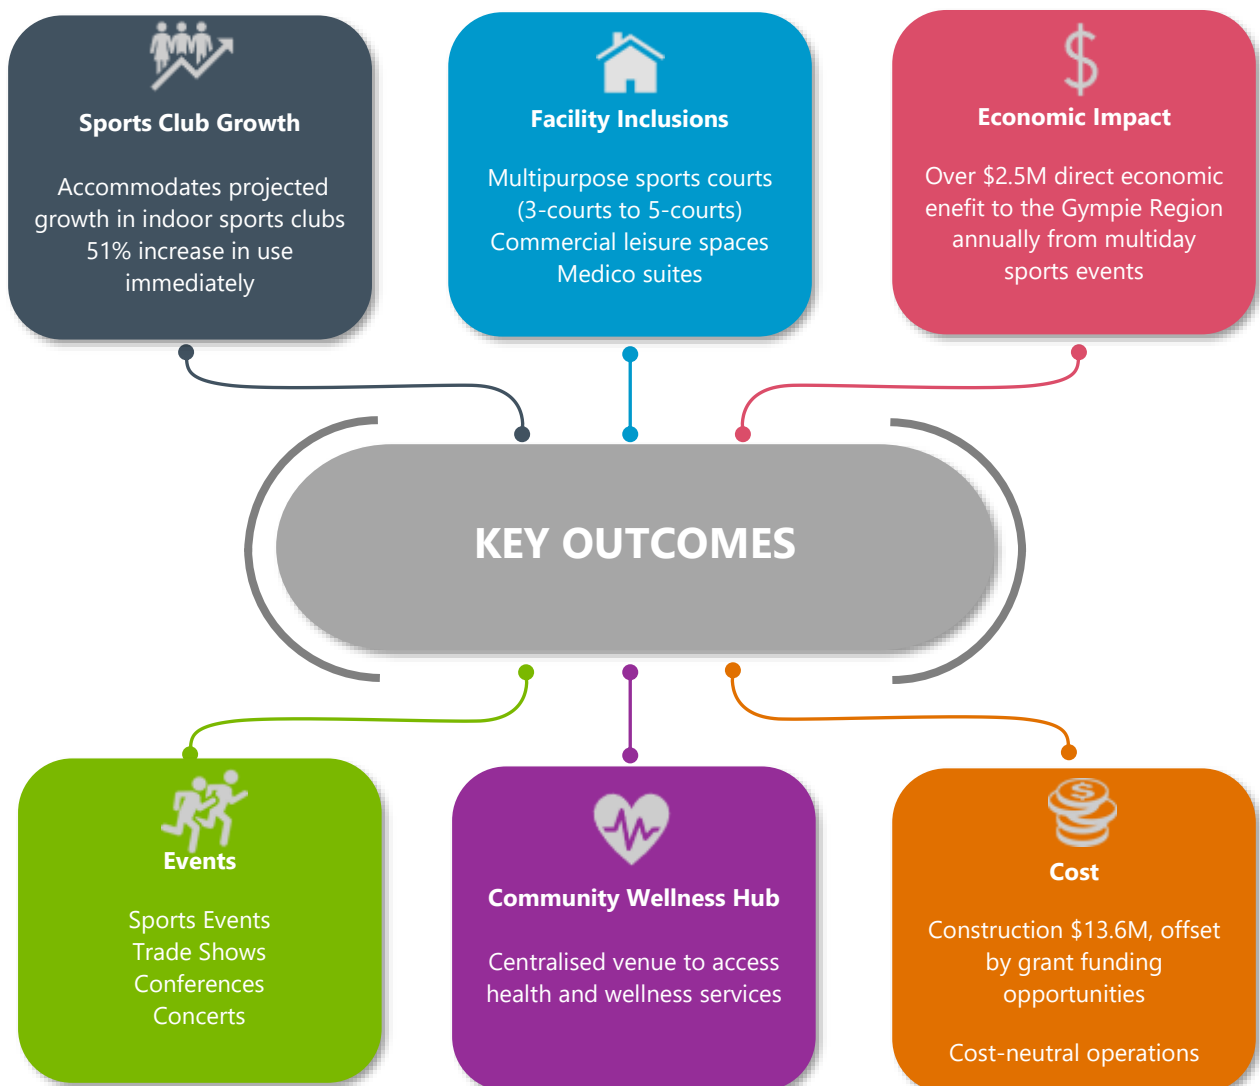 Sports Club Growth
Accommodates projected
growth in indoor sports clubs
51% increase in use
immediately
Facility Inclusions
Multipurpose sports courts
(3-courts to 5-courts)
Commercial leisure spaces
Medico suites
$
Economic Impact
Over $2.5M direct economic
enefit to the Gympie Region
annually from multiday
sports events
KEY OUTCOMES
Events
Sports Events
Trade Shows
Conferences
Concerts
Community Wellness Hub
Centralised venue to access
health and wellness services
$
Cost
Construction $13.6M, offset
by grant funding
opportunities
Cost-neutral operations